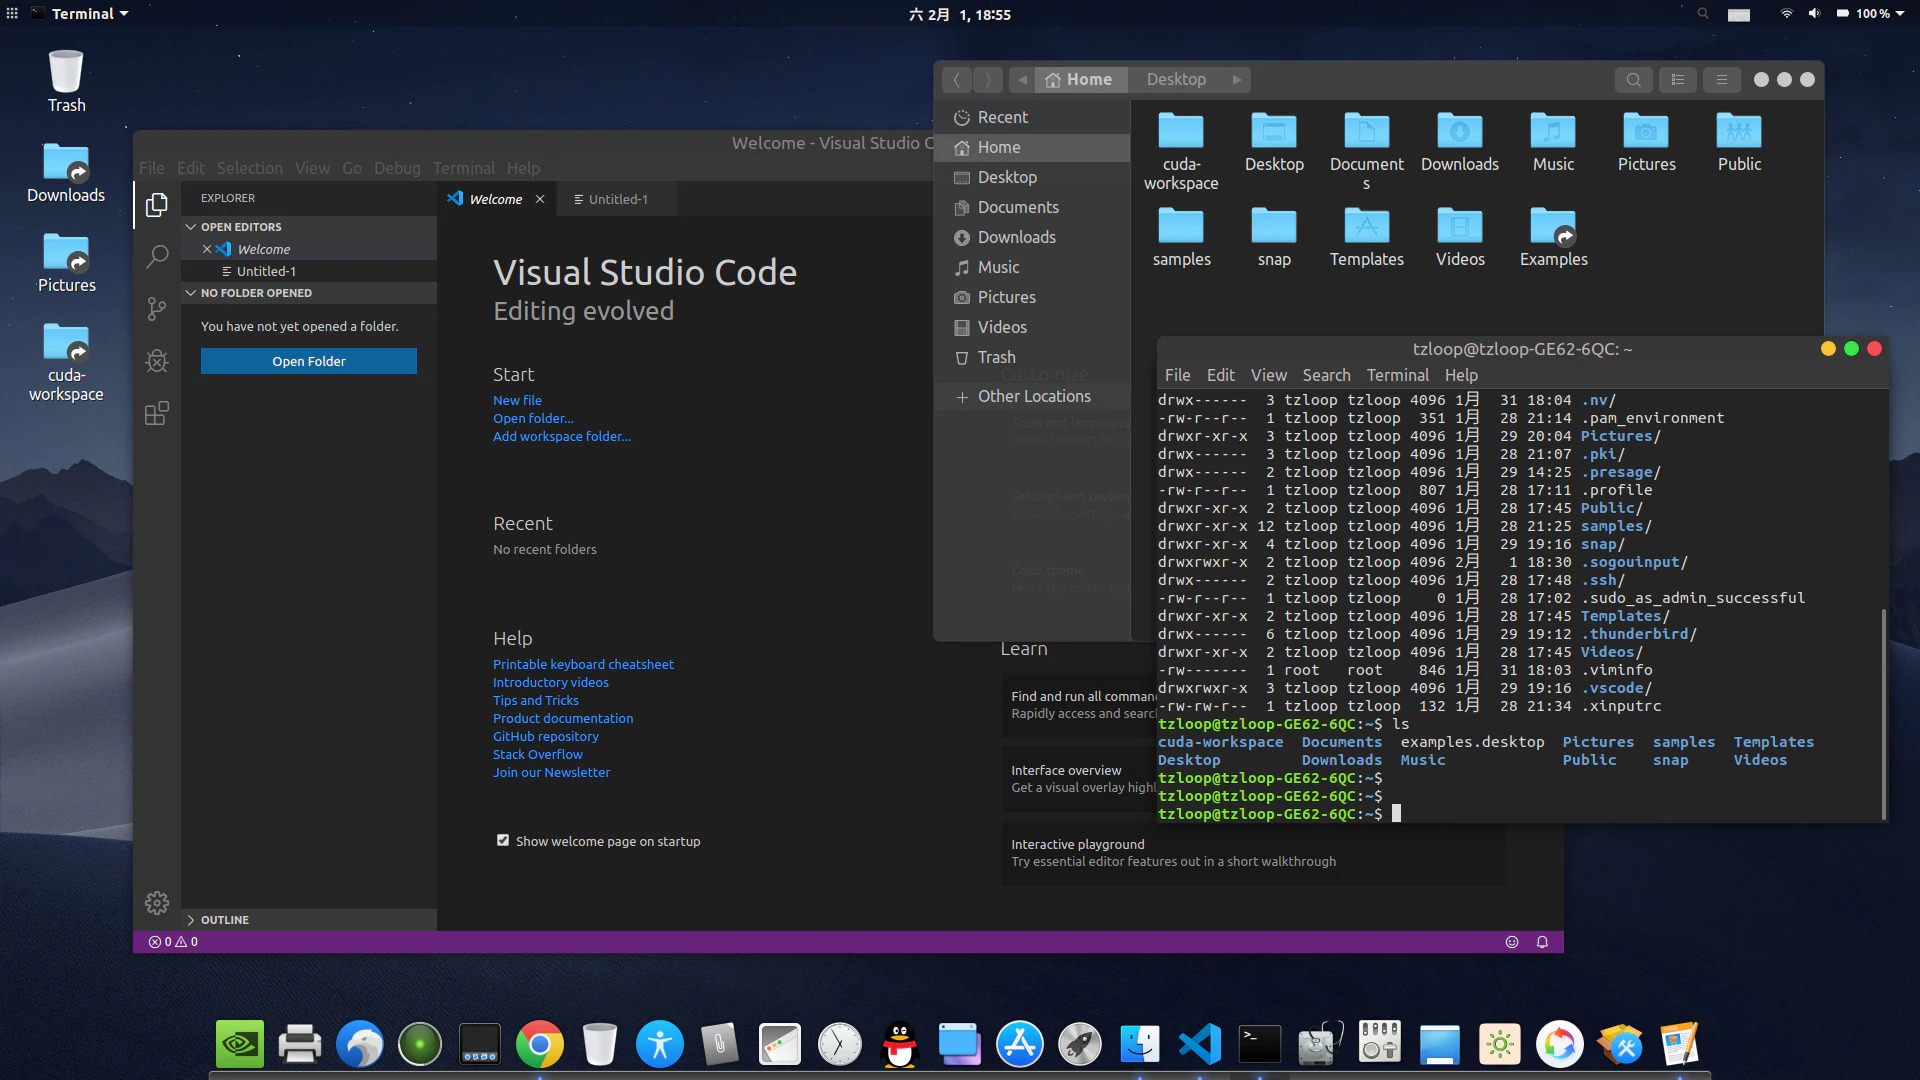 Terminal
六 2月 1, 18:55
100 %
Trash
Downloads
Pictures
cuda-
workspace
Welcome - Visual Studio C
File Edit Selection View Go Debug Terminal Help
EXPLORER
OPEN EDITORS
Welcome
Untitled-1
NO FOLDER OPENED
You have not yet opened a folder.
Open Folder
OUTLINE
0 0
Welcome
Untitled-1
Visual Studio Code
Editing evolved
Start
New file
Open folder...
Add workspace folder...
Recent
No recent folders
Help
Printable keyboard cheatsheet
Introductory videos
Tips and Tricks
Product documentation
GitHub repository
Stack Overflow
Join our Newsletter
Show welcome page on startup
Customize
Tools and languages
Install support for
Settings and keybin
Install the settings
Color theme
Make the editor and
Learn
Find and run all comman
Rapidly access and searc
Interface overview
Get a visual overlay highl
Interactive playground
Try essential editor features out in a short walkthrough
Home
Desktop
Recent
Home
Desktop
Documents
Downloads
Music
Pictures
Videos
Trash
Other Locations
cuda-
workspace
Desktop
Document
s
Downloads
Music
Pictures
Public
samples
snap
Templates
Videos
Examples
tzloop@tzloop-GE62-6QC: ~
File Edit View Search Terminal Help
drwx------  3 tzloop tzloop 4096 1月  31 18:04 .nv/
-rw-r--r--  1 tzloop tzloop  351 1月  28 21:14 .pam_environment
drwxr-xr-x  3 tzloop tzloop 4096 1月  29 20:04 Pictures/
drwx------  3 tzloop tzloop 4096 1月  28 21:07 .pki/
drwx------  2 tzloop tzloop 4096 1月  29 14:25 .presage/
-rw-r--r--  1 tzloop tzloop  807 1月  28 17:11 .profile
drwxr-xr-x  2 tzloop tzloop 4096 1月  28 17:45 Public/
drwxr-xr-x 12 tzloop tzloop 4096 1月  28 21:25 samples/
drwxr-xr-x  4 tzloop tzloop 4096 1月  29 19:16 snap/
drwxrwxr-x  2 tzloop tzloop 4096 2月   1 18:30 .sogouinput/
drwx------  2 tzloop tzloop 4096 1月  28 17:48 .ssh/
-rw-r--r--  1 tzloop tzloop    0 1月  28 17:02 .sudo_as_admin_successful
drwxr-xr-x  2 tzloop tzloop 4096 1月  28 17:45 Templates/
drwx------  6 tzloop tzloop 4096 1月  29 19:12 .thunderbird/
drwxr-xr-x  2 tzloop tzloop 4096 1月  28 17:45 Videos/
-rw-------  1 root   root    846 1月  31 18:03 .viminfo
drwxrwxr-x  3 tzloop tzloop 4096 1月  29 19:16 .vscode/
-rw-rw-r--  1 tzloop tzloop  132 1月  28 21:34 .xinputrc
tzloop@tzloop-GE62-6QC:~$ ls
cuda-workspace  Documents  examples.desktop  Pictures  samples  Templates
Desktop         Downloads  Music             Public    snap     Videos
tzloop@tzloop-GE62-6QC:~$
tzloop@tzloop-GE62-6QC:~$
tzloop@tzloop-GE62-6QC:~$